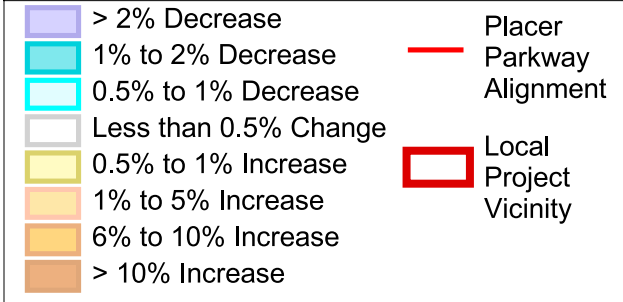 > 2% Decrease
1% to 2% Decrease
0.5% to 1% Decrease
Less than 0.5% Change
0.5% to 1% Increase
1% to 5% Increase
6% to 10% Increase
> 10% Increase
Placer
Parkway
Alignment
Local
Project
Vicinity